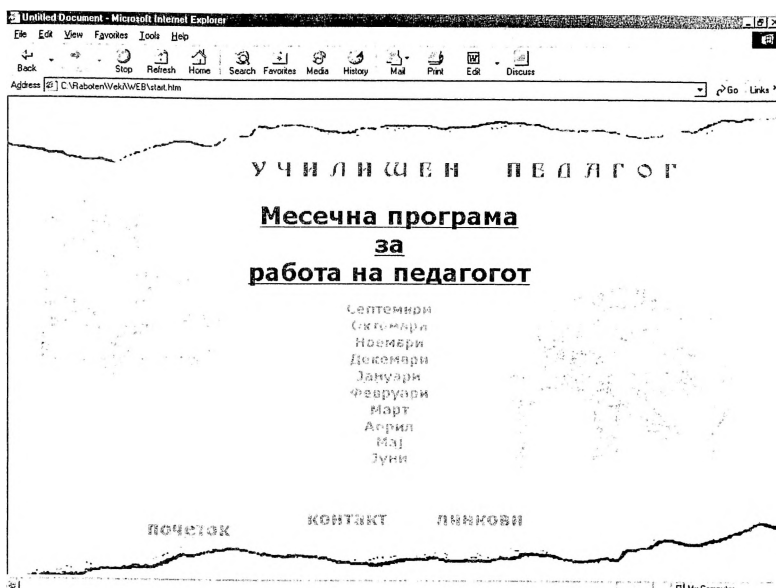 Untitled Document - Microsoft Internet Explorer
File Edit View Favorites Tools Help
Back Stop Refresh Home Search Favorites Media History Mail Print Edit Discuss
Address C:\Raboten\Veki\WEB\start.htm Go Links »
УЧИЛИШЕН ПЕДАГОГ
Месечна програма
за
работа на педагогот
Септември
Октомври
Ноември
Декември
Јануари
Февруари
Март
Април
Мај
Јуни
почеток контакт линкови